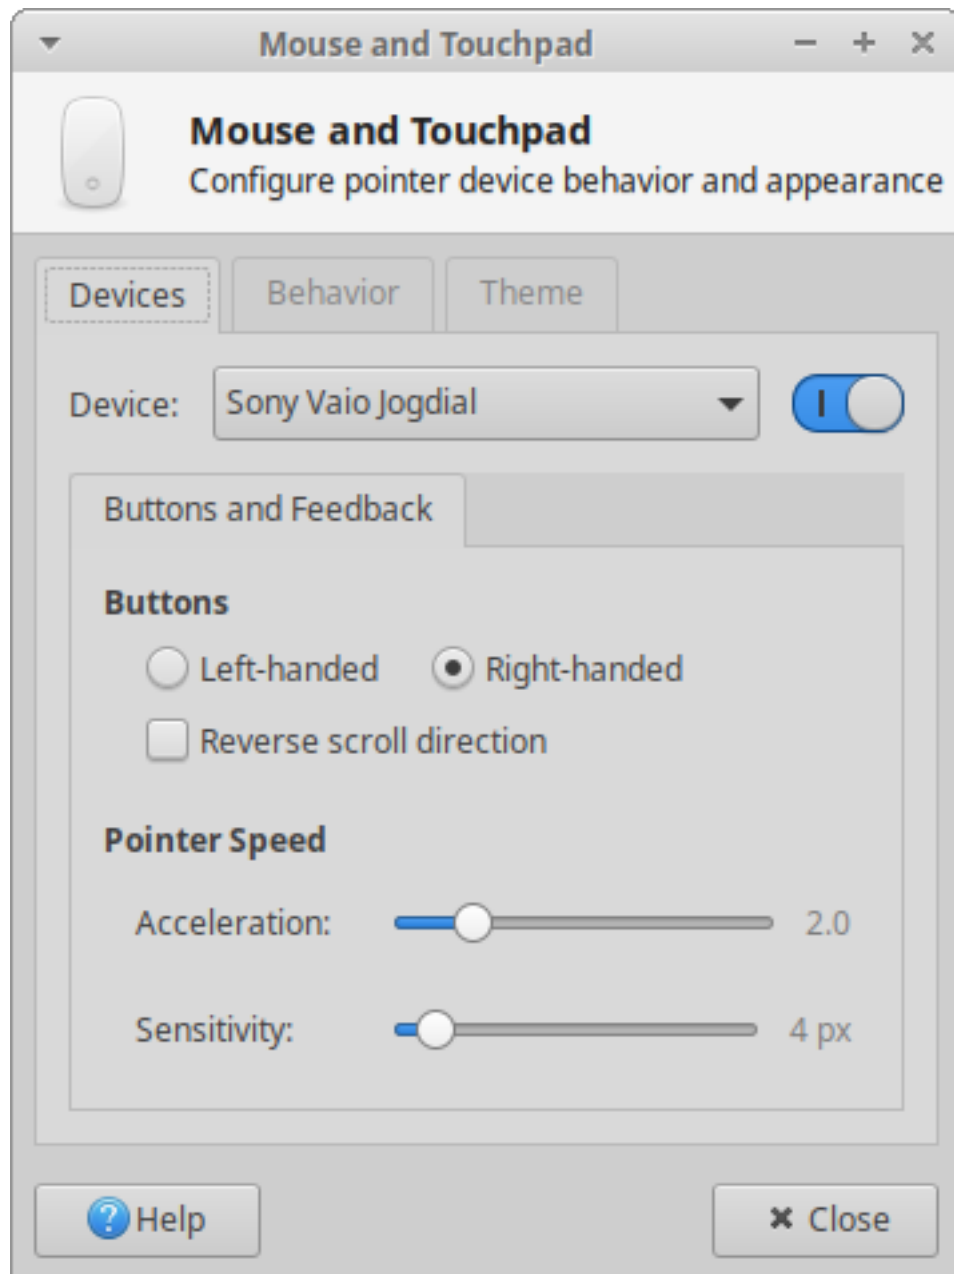 Mouse and Touchpad
Mouse and Touchpad
Configure pointer device behavior and appearance
Devices Behavior Theme
Device: Sony Vaio Jogdial
Buttons and Feedback
Buttons
Left-handed Right-handed
Reverse scroll direction
Pointer Speed
Acceleration: 2.0
Sensitivity: 4 px
Help Close